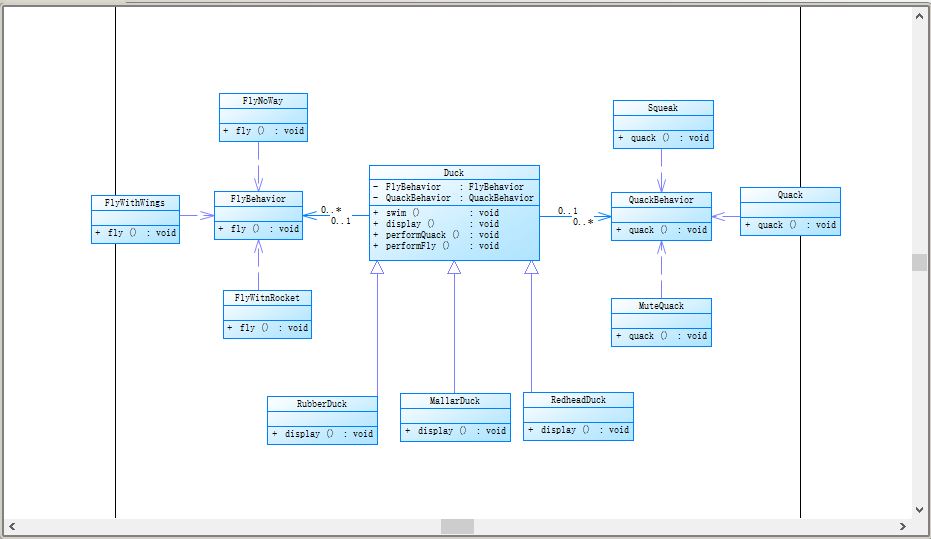 FlyNoWay
+ fly () : void
Squeak
+ quack () : void
Duck
- FlyBehavior : FlyBehavior
- QuackBehavior : QuackBehavior
+ swim () : void
+ display () : void
+ performQuack () : void
+ performFly () : void
FlyWithWings
+ fly () : void
FlyBehavior
+ fly () : void
0..*
0..1
0..1
0..*
QuackBehavior
+ quack () : void
Quack
+ quack () : void
FlyWitnRocket
+ fly () : void
MuteQuack
+ quack () : void
RubberDuck
+ display () : void
MallarDuck
+ display () : void
RedheadDuck
+ display () : void